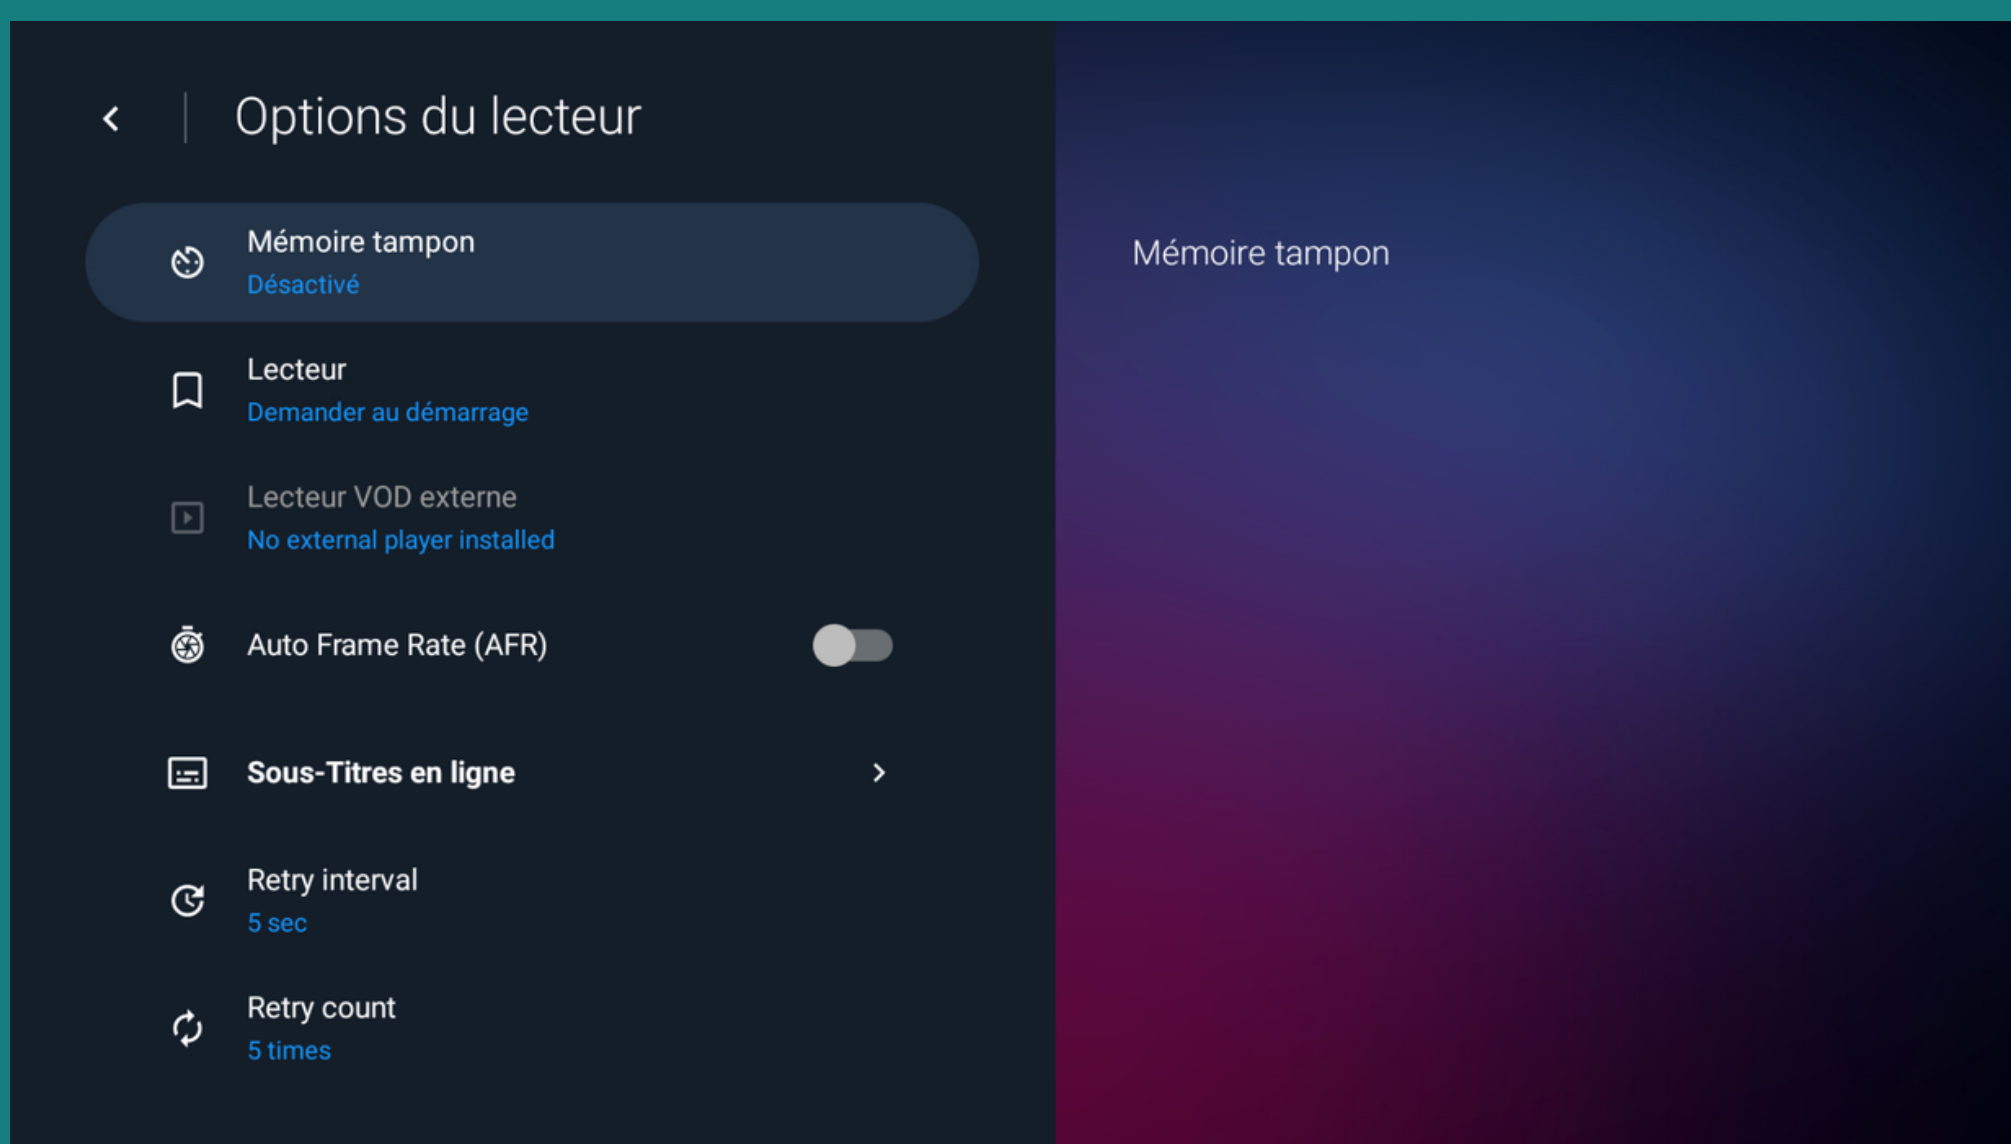 Options du lecteur
Mémoire tampon
Désactivé
Lecteur
Demander au démarrage
Lecteur VOD externe
No external player installed
Auto Frame Rate (AFR)
Sous-Titres en ligne
Retry interval
5 sec
Retry count
5 times
Mémoire tampon